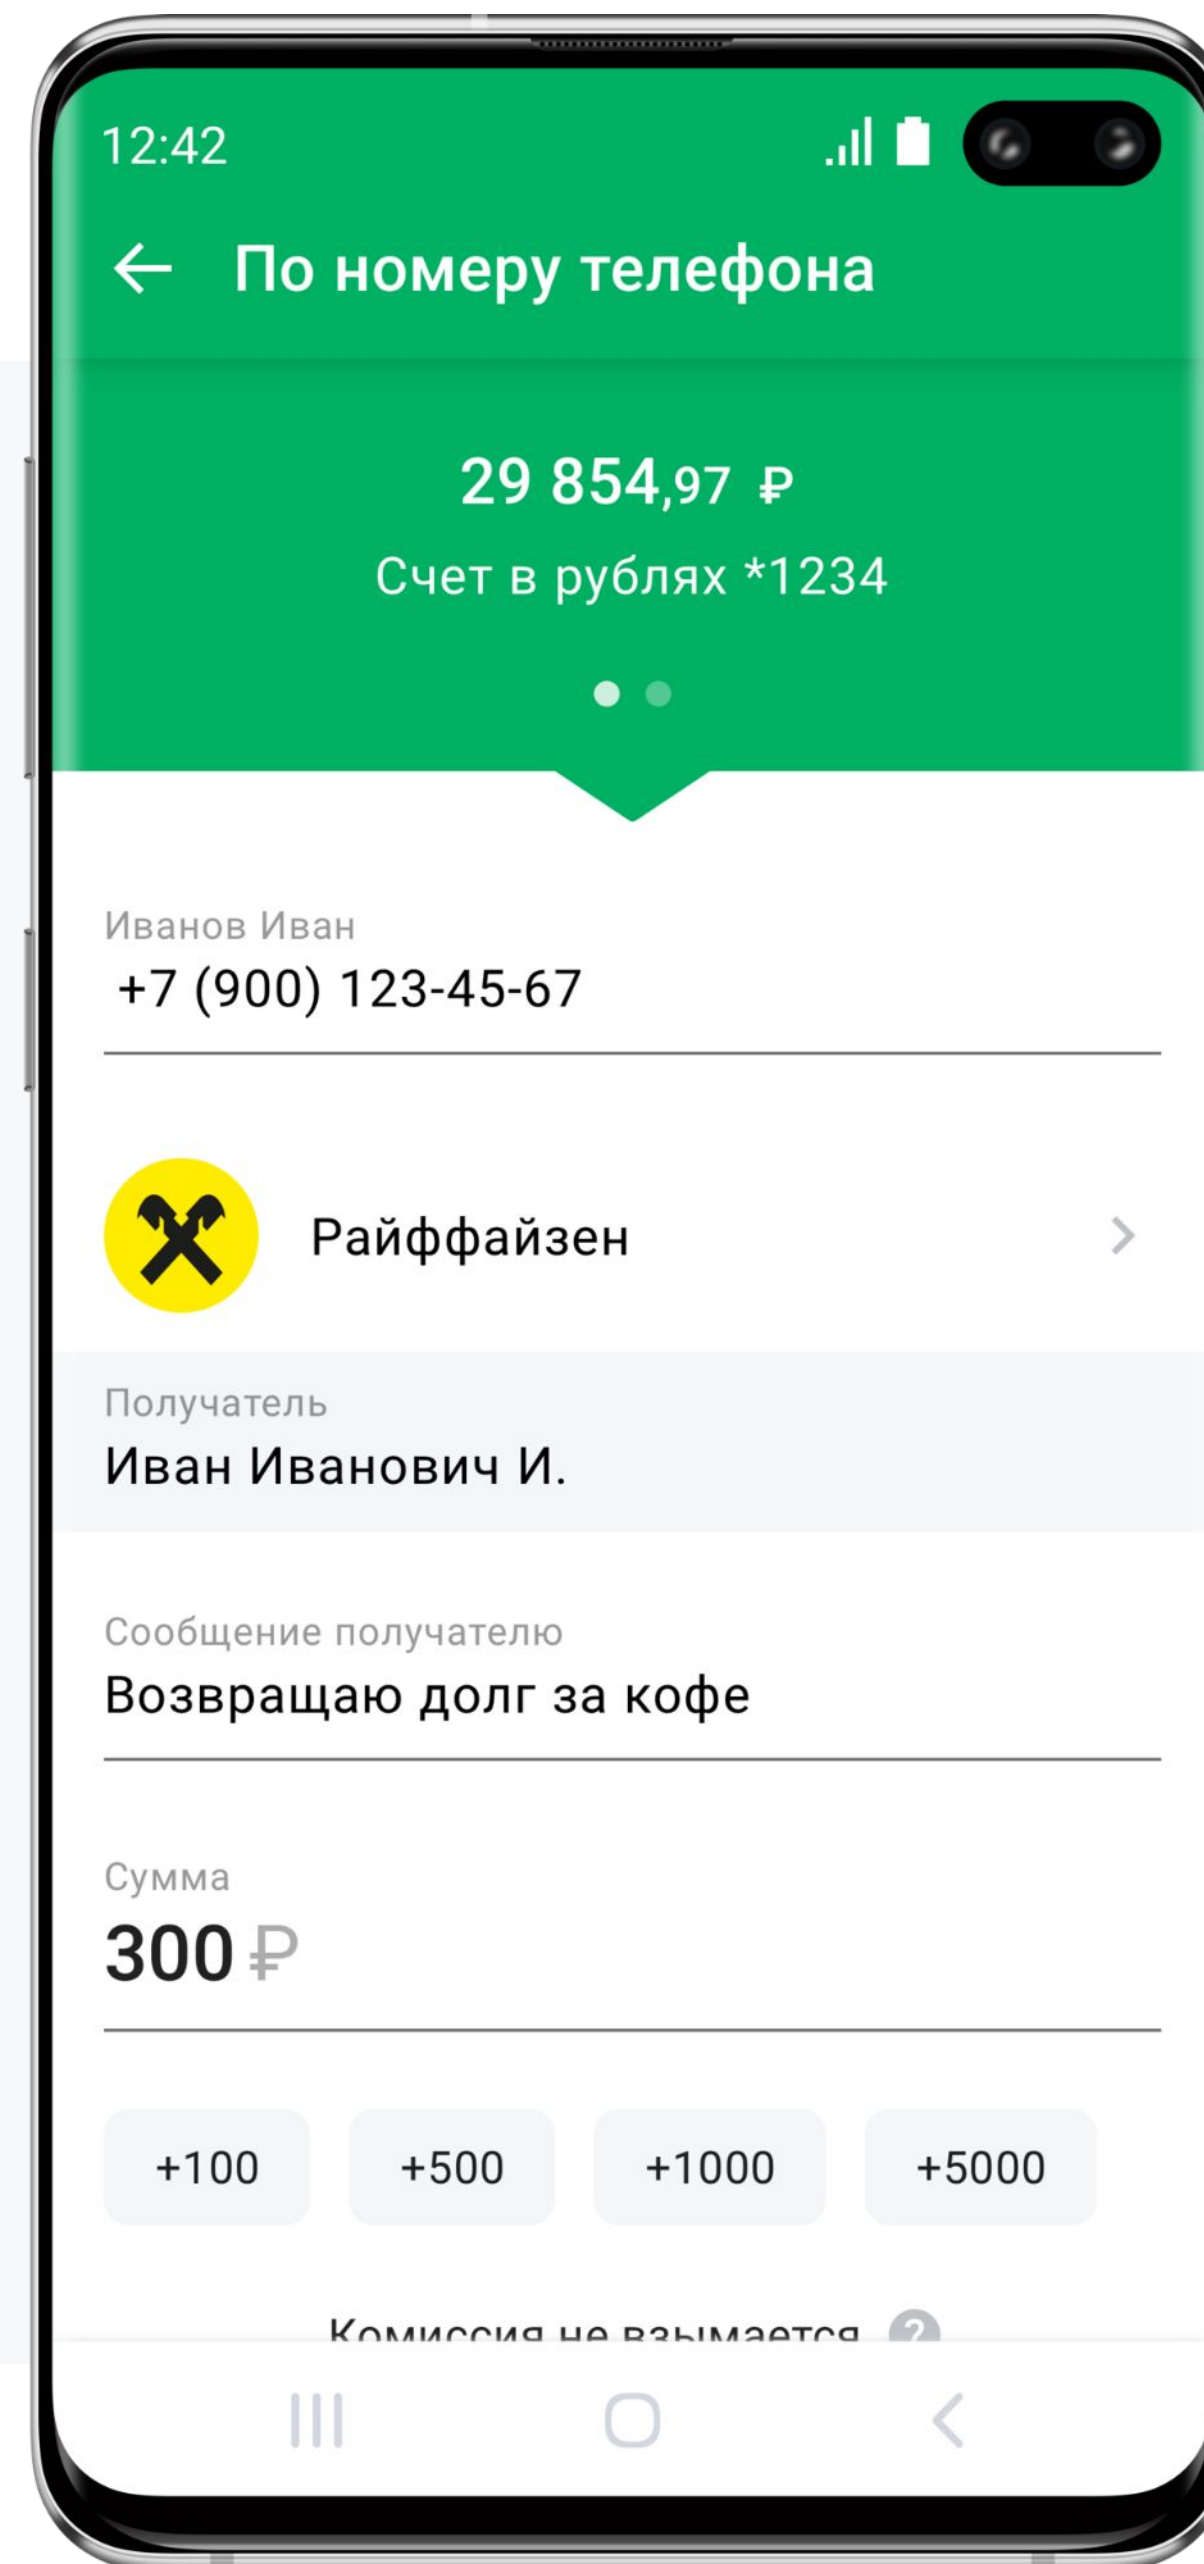 12:42
По номеру телефона
29 854,97 ₽
Счет в рублях *1234
Иванов Иван
+7 (900) 123-45-67
Райффайзен
Получатель
Иван Иванович И.
Сообщение получателю
Возвращаю долг за кофе
Сумма
300 ₽
+100 +500 +1000 +5000
Комиссия не взымается ?